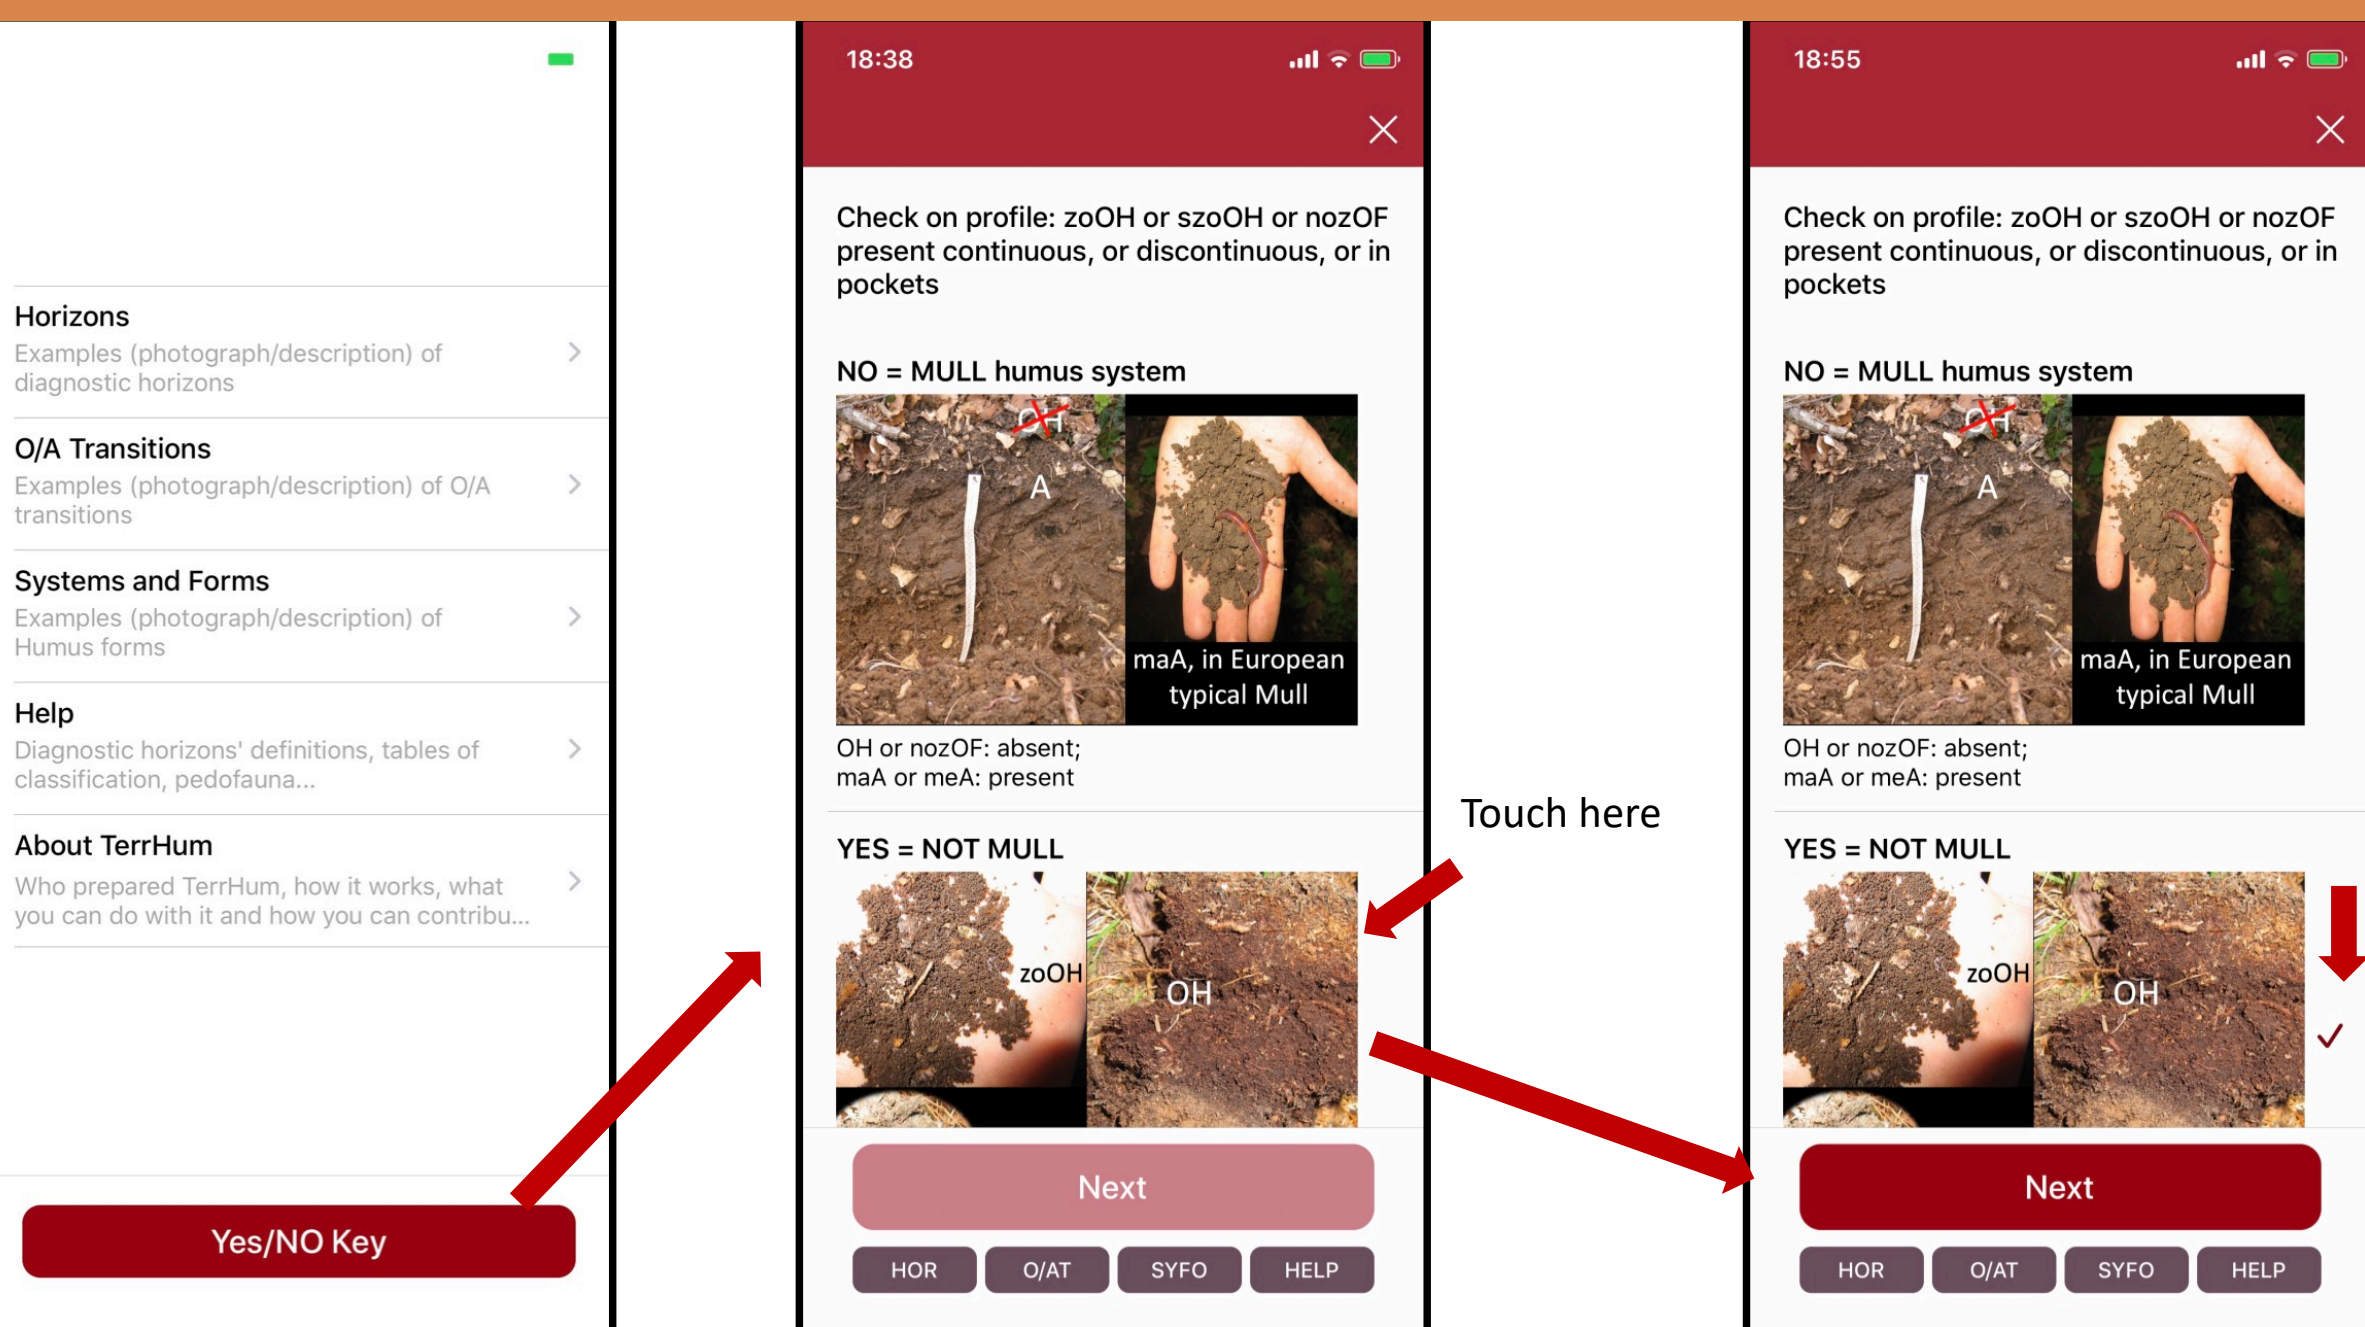 Horizons
Examples (photograph/description) of
diagnostic horizons
O/A Transitions
Examples (photograph/description) of O/A
transitions
Systems and Forms
Examples (photograph/description) of
Humus forms
Help
Diagnostic horizons' definitions, tables of
classification, pedofauna...
About TerrHum
Who prepared TerrHum, how it works, what
you can do with it and how you can contribu...
Yes/NO Key
18:38
Check on profile: zoOH or szoOH or nozOF
present continuous, or discontinuous, or in
pockets
NO = MULL humus system
OH
A
maA, in European
typical Mull
OH or nozOF: absent;
maA or meA: present
YES = NOT MULL
zoOH
OH
Next
HOR O/AT SYFO HELP
Touch here
18:55
Check on profile: zoOH or szoOH or nozOF
present continuous, or discontinuous, or in
pockets
NO = MULL humus system
OH
A
maA, in European
typical Mull
OH or nozOF: absent;
maA or meA: present
YES = NOT MULL
zoOH
OH
Next
HOR O/AT SYFO HELP